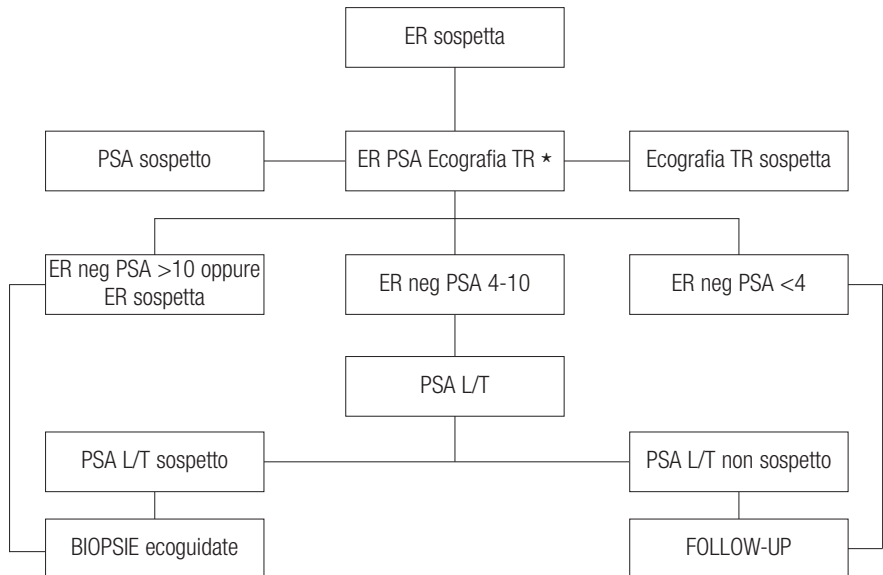 ER sospetta
PSA sospetto
ER PSA Ecografia TR ★
Ecografia TR sospetta
ER neg PSA >10 oppure
ER sospetta
ER neg PSA 4-10
ER neg PSA <4
PSA L/T
PSA L/T sospetto
PSA L/T non sospetto
BIOPSIE ecoguidate
FOLLOW-UP